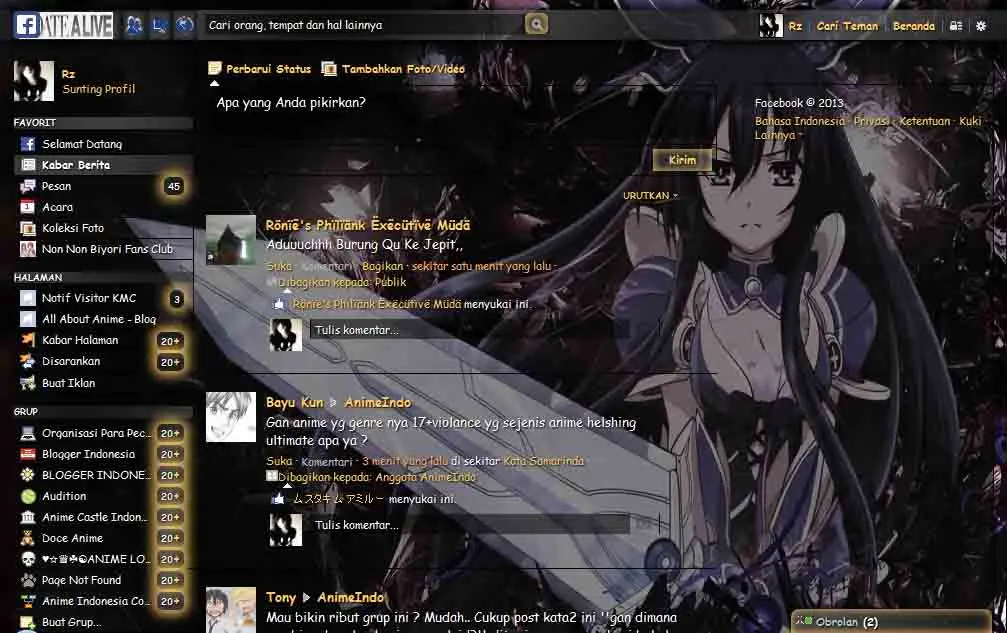 DATE A LIVE
Cari orang, tempat dan hal lainnya
Rz Cari Teman Beranda
Rz
Sunting Profil
FAVORIT
Selamat Datang
Kabar Berita
Pesan 45
Acara
Koleksi Foto
Non Non Biyori Fans Club
HALAMAN
Notif Visitor KMC 3
All About Anime - Blog
Kabar Halaman 20+
Disarankan 20+
Buat Iklan
GRUP
Organisasi Para Pec... 20+
Blogger Indonesia 20+
BLOGGER INDONE... 20+
Audition 20+
Anime Castle Indon... 20+
Doce Anime 20+
♥☆♕☘☯ANIME LO... 20+
Page Not Found 20+
Anime Indonesia Co... 20+
Buat Grup...
Perbarui Status Tambahkan Foto/Video
Apa yang Anda pikirkan?
Kirim
URUTKAN
Rönïë's Phïlïänk Ëxëcütïvë Müdä
Aduuuchhh Burung Qu Ke Jepit,,
Suka · Komentari · Bagikan · sekitar satu menit yang lalu ·
Dibagikan kepada: Publik
Rönïë's Phïlïänk Ëxëcütïvë Müdä menyukai ini.
Tulis komentar...
Bayu Kun AnimeIndo
Gan anime yg genre nya 17+violance yg sejenis anime helshing
ultimate apa ya ?
Suka · Komentari · 3 menit yang lalu di sekitar Kota Samarinda ·
Dibagikan kepada: Anggota AnimeIndo
ムスタキム アミルー menyukai ini.
Tulis komentar...
Tony AnimeIndo
Mau bikin ribut grup ini ? Mudah.. Cukup post kata2 ini "gan dimana
Facebook © 2013
Bahasa Indonesia · Privasi · Ketentuan · Kuki ·
Lainnya
Obrolan (2)